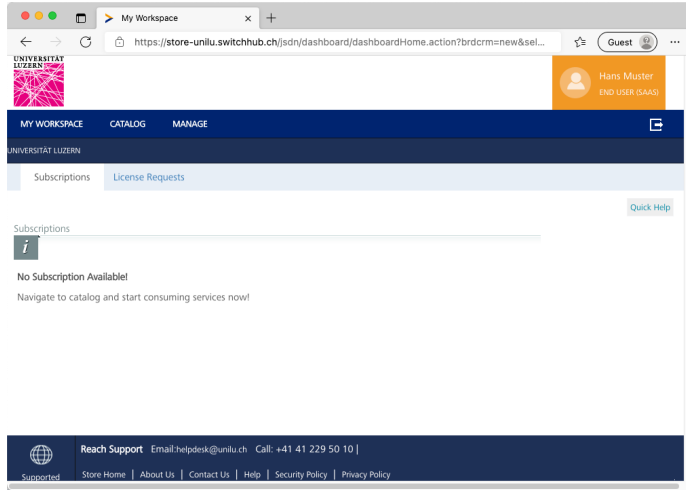 My Workspace
https://store-unilu.switchhub.ch/jsdn/dashboard/dashboardHome.action?brdcrm=new&sel...
Guest
UNIVERSITÄT
LUZERN
Hans Muster
END USER (SAAS)
MY WORKSPACE CATALOG MANAGE
UNIVERSITÄT LUZERN
Subscriptions License Requests
Quick Help
Subscriptions
i
No Subscription Available!
Navigate to catalog and start consuming services now!
Reach Support Email:helpdesk@unilu.ch Call: +41 41 229 50 10 |
Supported Store Home | About Us | Contact Us | Help | Security Policy | Privacy Policy